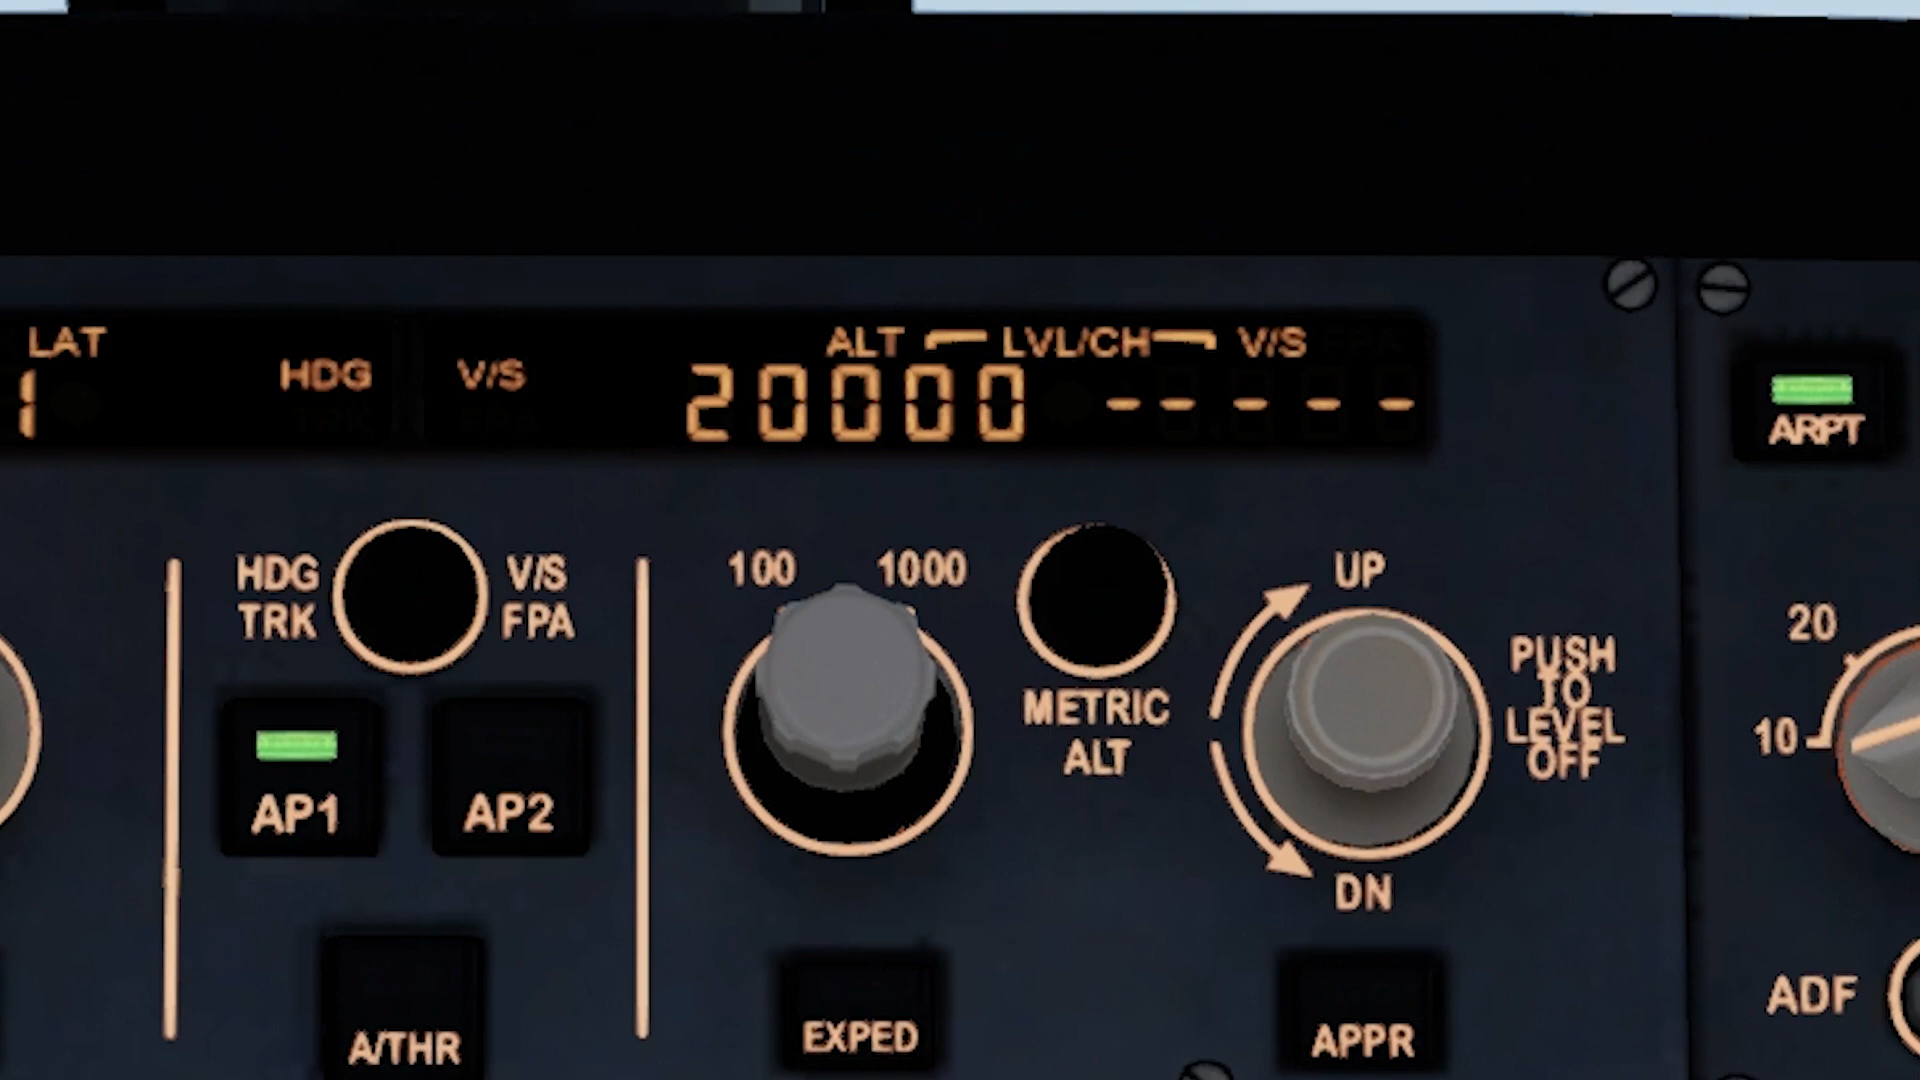 LAT
1
HDG V/S
ALT LVL/CH V/S
20000 -----
ARPT
HDG
TRK
V/S
FPA
100 1000
METRIC
ALT
UP
PUSH
TO
LEVEL
OFF
DN
AP1
AP2
A/THR
EXPED
APPR
20
10
ADF